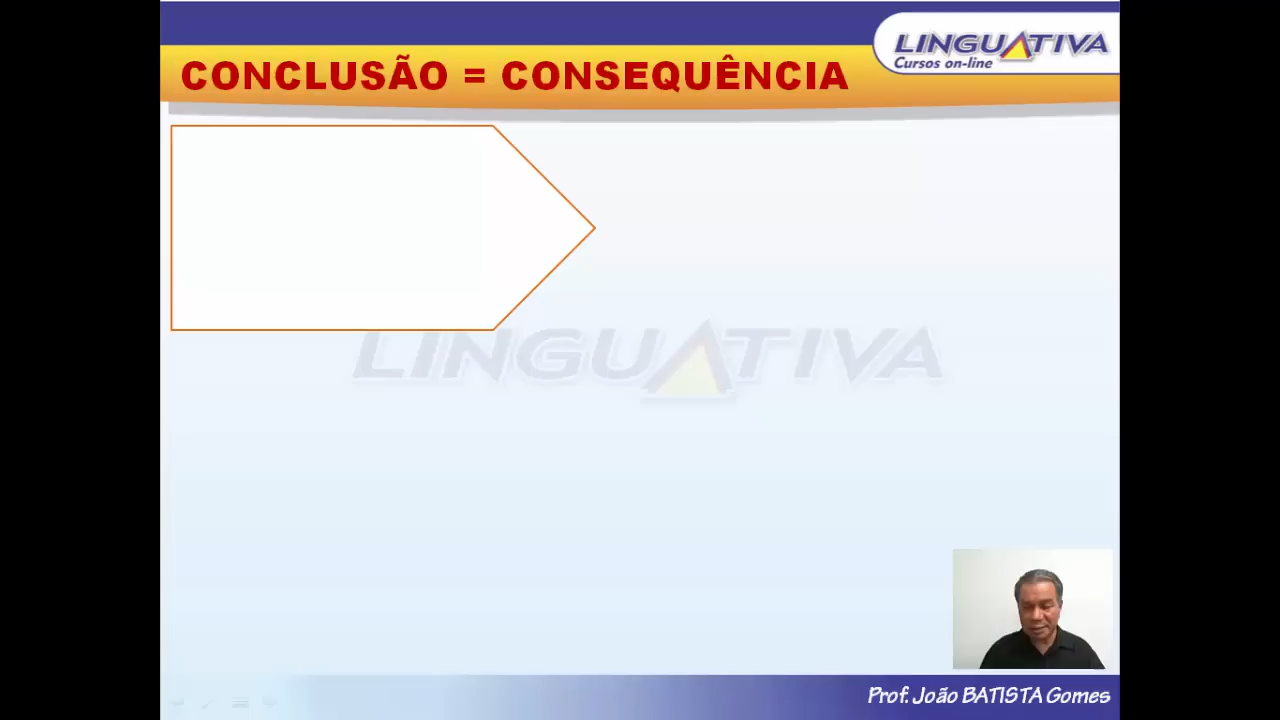 LINGUATIVA
Cursos on-line
CONCLUSÃO = CONSEQUÊNCIA
LINGUATIVA
Prof. João BATISTA Gomes